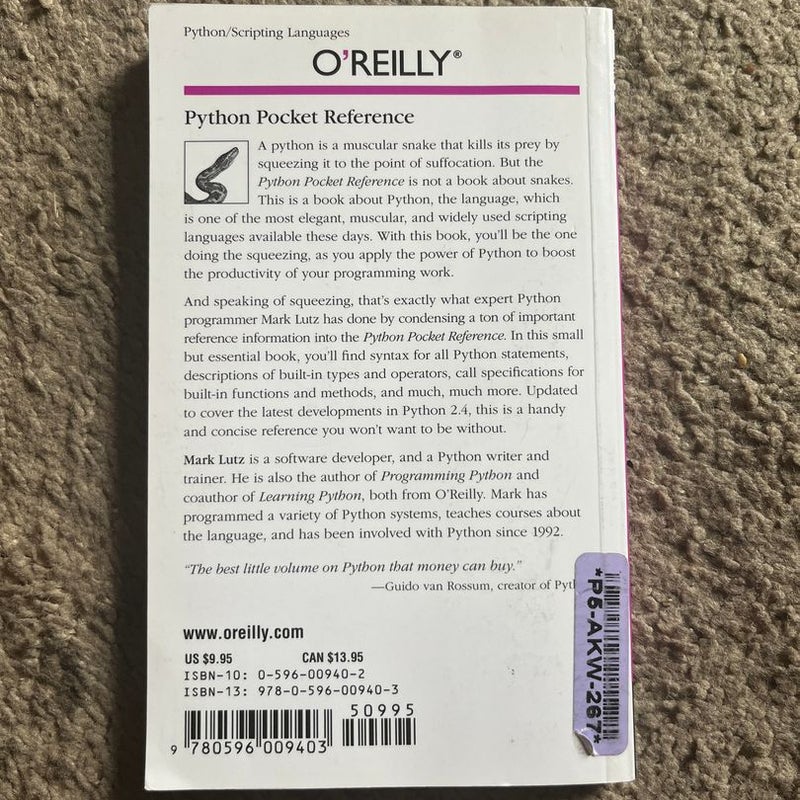 Python/Scripting Languages
O'REILLY®
Python Pocket Reference
A python is a muscular snake that kills its prey by
squeezing it to the point of suffocation. But the
Python Pocket Reference is not a book about snakes.
This is a book about Python, the language, which
is one of the most elegant, muscular, and widely used scripting
languages available these days. With this book, you'll be the one
doing the squeezing, as you apply the power of Python to boost
the productivity of your programming work.
And speaking of squeezing, that's exactly what expert Python
programmer Mark Lutz has done by condensing a ton of important
reference information into the Python Pocket Reference. In this small
but essential book, you'll find syntax for all Python statements,
descriptions of built-in types and operators, call specifications for
built-in functions and methods, and much, much more. Updated
to cover the latest developments in Python 2.4, this is a handy
and concise reference you won't want to be without.
Mark Lutz is a software developer, and a Python writer and
trainer. He is also the author of Programming Python and
coauthor of Learning Python, both from O'Reilly. Mark has
programmed a variety of Python systems, teaches courses about
the language, and has been involved with Python since 1992.
"The best little volume on Python that money can buy."
—Guido van Rossum, creator of Pyt
www.oreilly.com
US $9.95 CAN $13.95
ISBN-10: 0-596-00940-2
ISBN-13: 978-0-596-00940-3
50995
9 780596 009403
*P5-AKW-267*